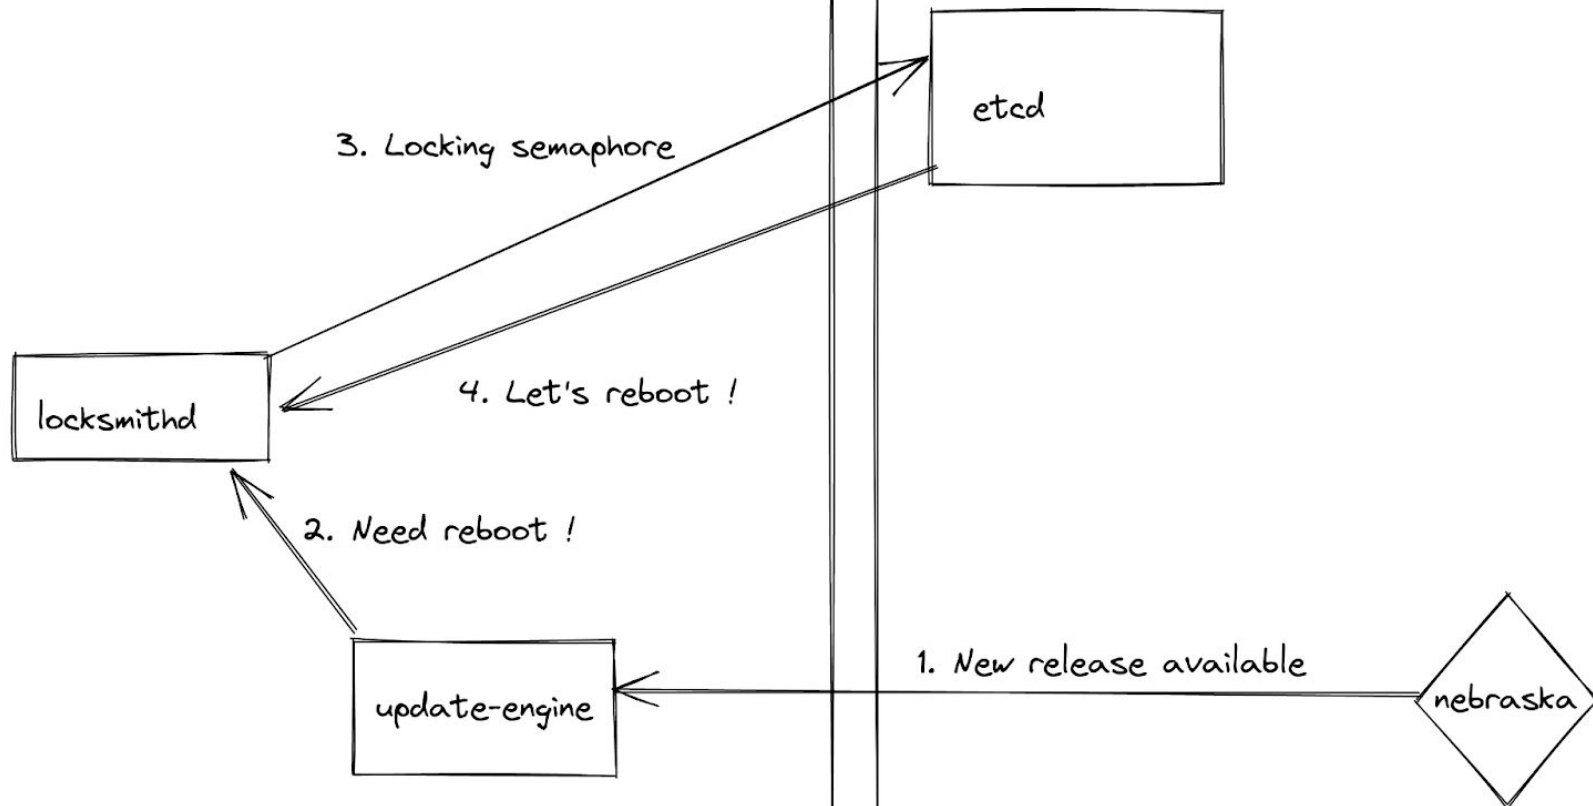 etcd
3. Locking semaphore
4. Let's reboot !
locksmithd
2. Need reboot !
1. New release available
update-engine
nebraska